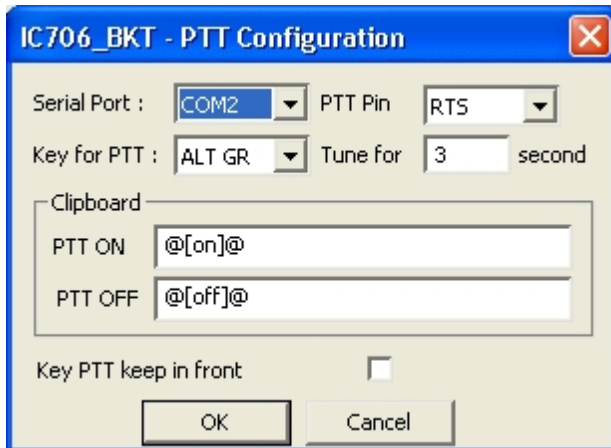 IC706_BKT - PTT Configuration
Serial Port : COM2 PTT Pin RTS
Key for PTT : ALT GR Tune for 3 second
Clipboard
PTT ON @[on]@
PTT OFF @[off]@
Key PTT keep in front
OK Cancel